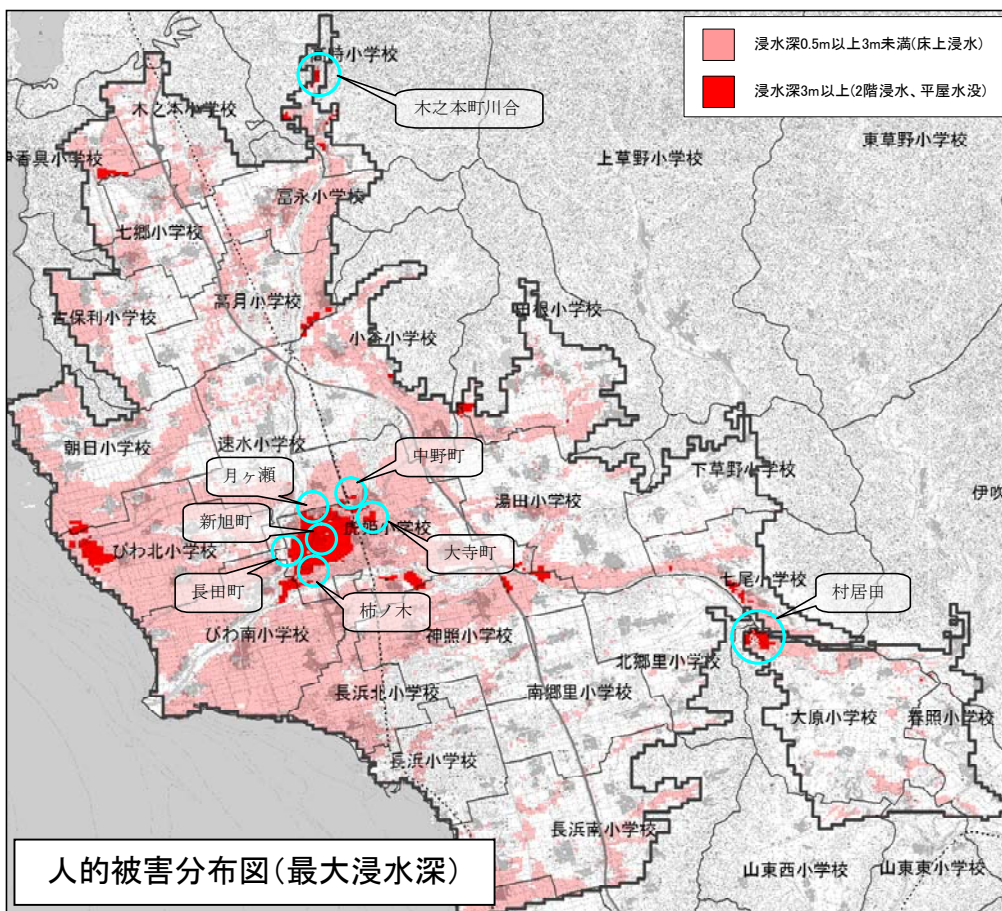 浸水深0.5m以上3m未満(床上浸水)
浸水深3m以上(2階浸水、平屋水没)
高時小学校
木之本町川合
木之本小学校
伊香具小学校
上草野小学校
東草野小学校
富永小学校
七郷小学校
高月小学校
古保利小学校
小谷小学校
田根小学校
朝日小学校
速水小学校
中野町
月ヶ瀬
下草野小学校
伊吹
湯田小学校
新旭町
虎姫小学校
びわ北小学校
大寺町
長田町
柿ノ木
七尾小学校
村居田
びわ南小学校
神照小学校
北郷里小学校
長浜北小学校
南郷里小学校
大原小学校
春照小学校
長浜小学校
長浜南小学校
人的被害分布図(最大浸水深)
山東西小学校
山東東小学校